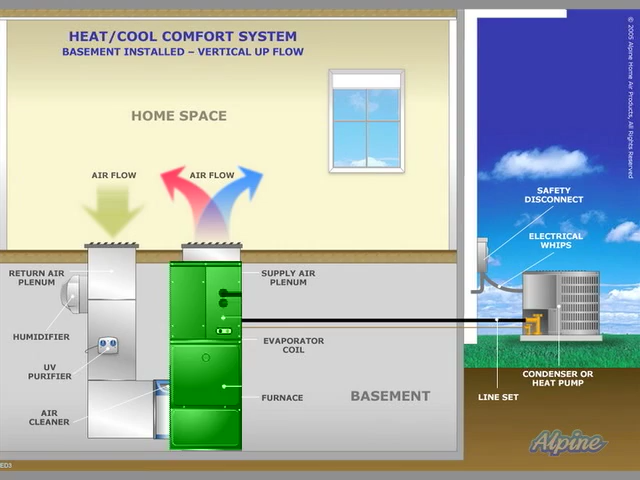 HEAT/COOL COMFORT SYSTEM
BASEMENT INSTALLED – VERTICAL UP FLOW
© 2005 Alpine Home Air Products, All Rights Reserved
HOME SPACE
AIR FLOW
AIR FLOW
SAFETY
DISCONNECT
ELECTRICAL
WHIPS
RETURN AIR
PLENUM
SUPPLY AIR
PLENUM
HUMIDIFIER
EVAPORATOR
COIL
UV
PURIFIER
CONDENSER OR
HEAT PUMP
FURNACE
BASEMENT
LINE SET
AIR
CLEANER
Alpine
ED3